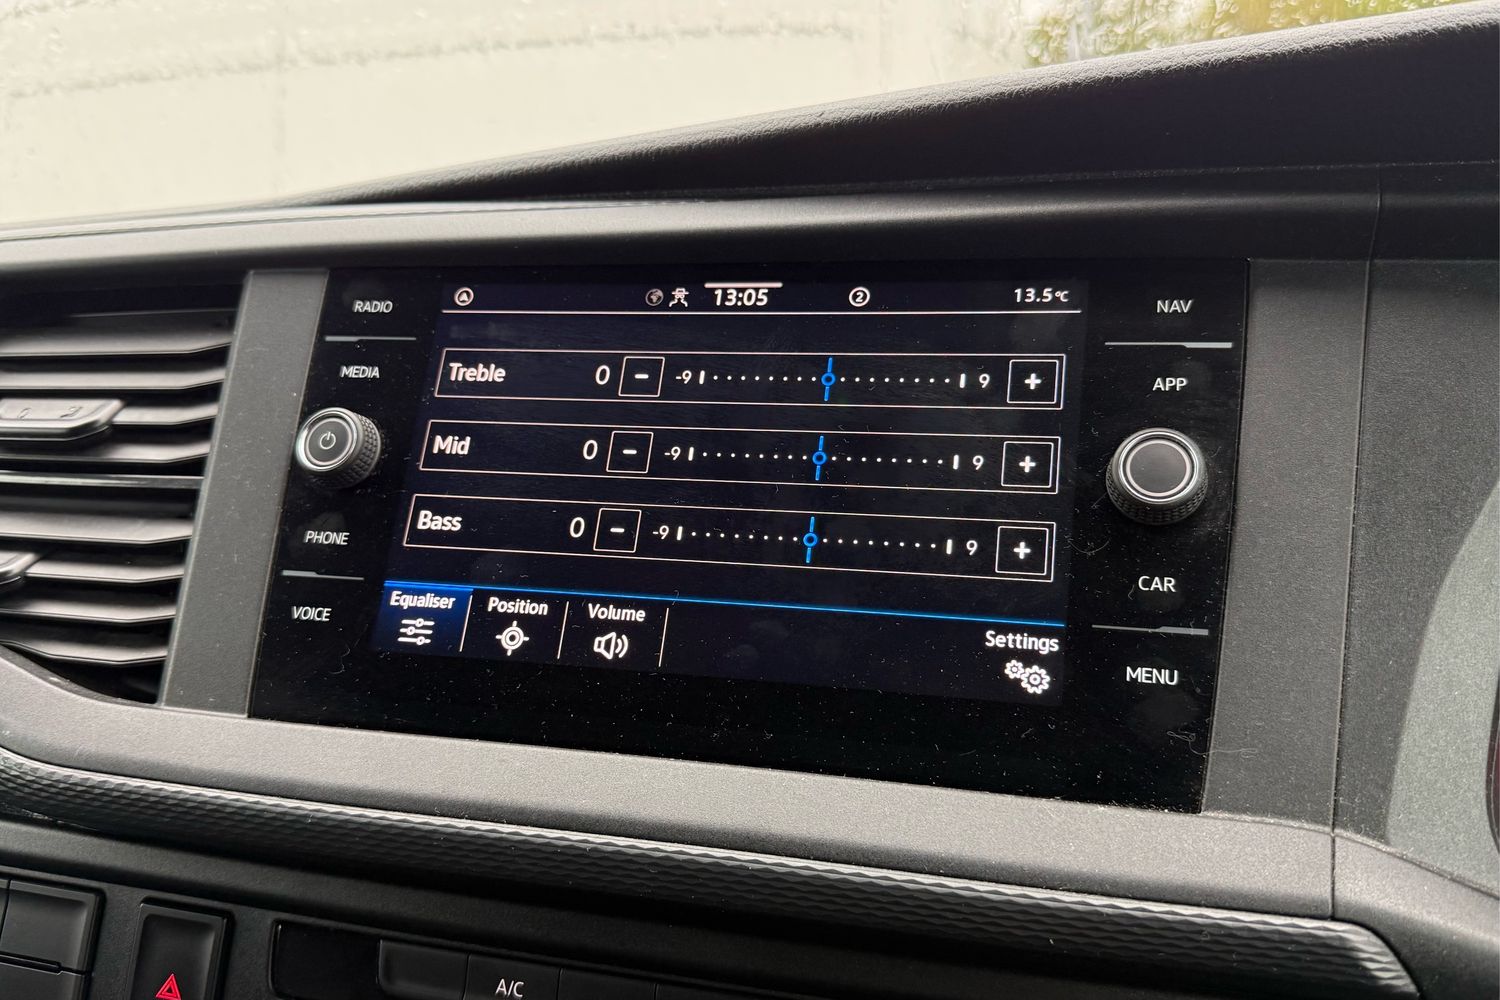 RADIO
MEDIA
PHONE
VOICE
13:05
2
13.5°C
Treble 0 - -9 9 +
Mid 0 - -9 9 +
Bass 0 - -9 9 +
Equaliser
Position
Volume
Settings
NAV
APP
CAR
MENU
A/C